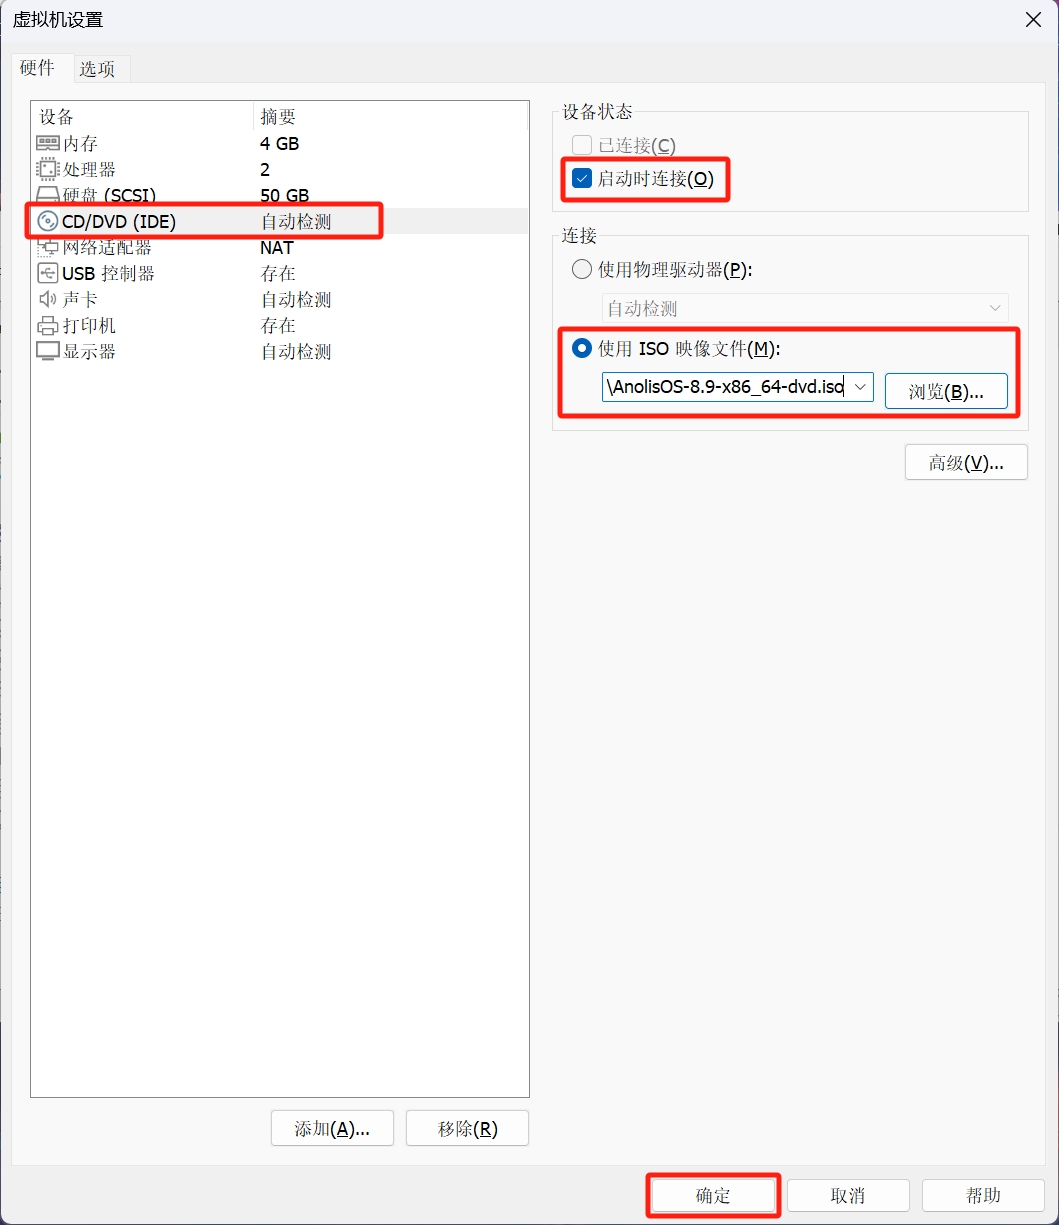 虚拟机设置
硬件 选项
设备 摘要
内存 4 GB
处理器 2
硬盘 (SCSI) 50 GB
CD/DVD (IDE) 自动检测
网络适配器 NAT
USB 控制器 存在
声卡 自动检测
打印机 存在
显示器 自动检测
添加(A)... 移除(R)
设备状态
已连接(C)
启动时连接(O)
连接
使用物理驱动器(P):
自动检测
使用 ISO 映像文件(M):
\AnolisOS-8.9-x86_64-dvd.iso 浏览(B)...
高级(V)...
确定 取消 帮助